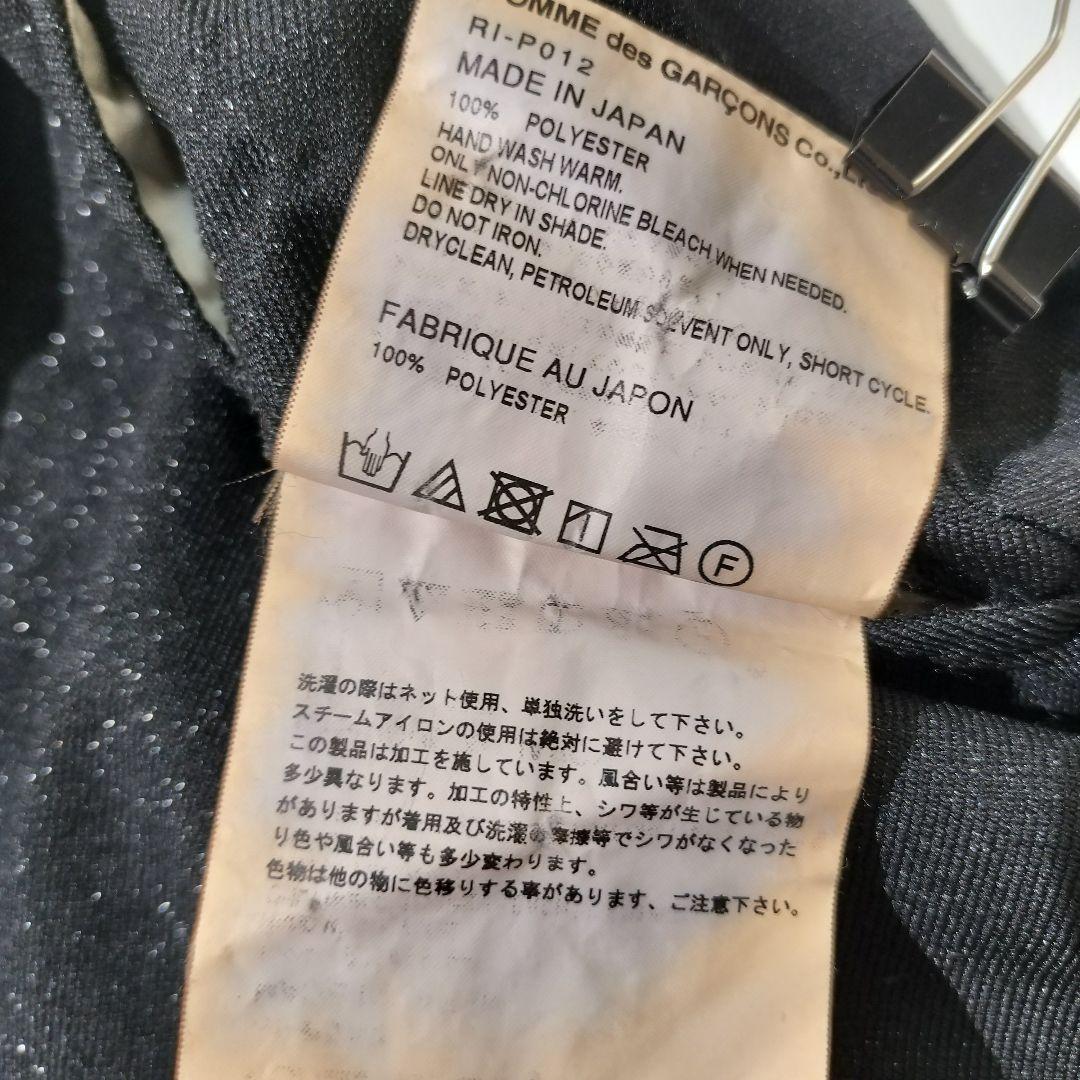 COMME des GARÇONS Co.,Ltd
RI-P012
MADE IN JAPAN
100% POLYESTER
HAND WASH WARM.
ONLY NON-CHLORINE BLEACH WHEN NEEDED.
LINE DRY IN SHADE.
DO NOT IRON.
DRYCLEAN, PETROLEUM SOLVENT ONLY, SHORT CYCLE.
FABRIQUE AU JAPON
100% POLYESTER
F
洗濯の際はネット使用、単独洗いをして下さい。
スチームアイロンの使用は絶対に避けて下さい。
この製品は加工を施しています。風合い等は製品により
多少異なります。加工の特性上、シワ等が生じている物
がありますが着用及び洗濯の摩擦等でシワがなくなった
り色や風合い等も多少変わります。
色物は他の物に色移りする事があります、ご注意下さい。